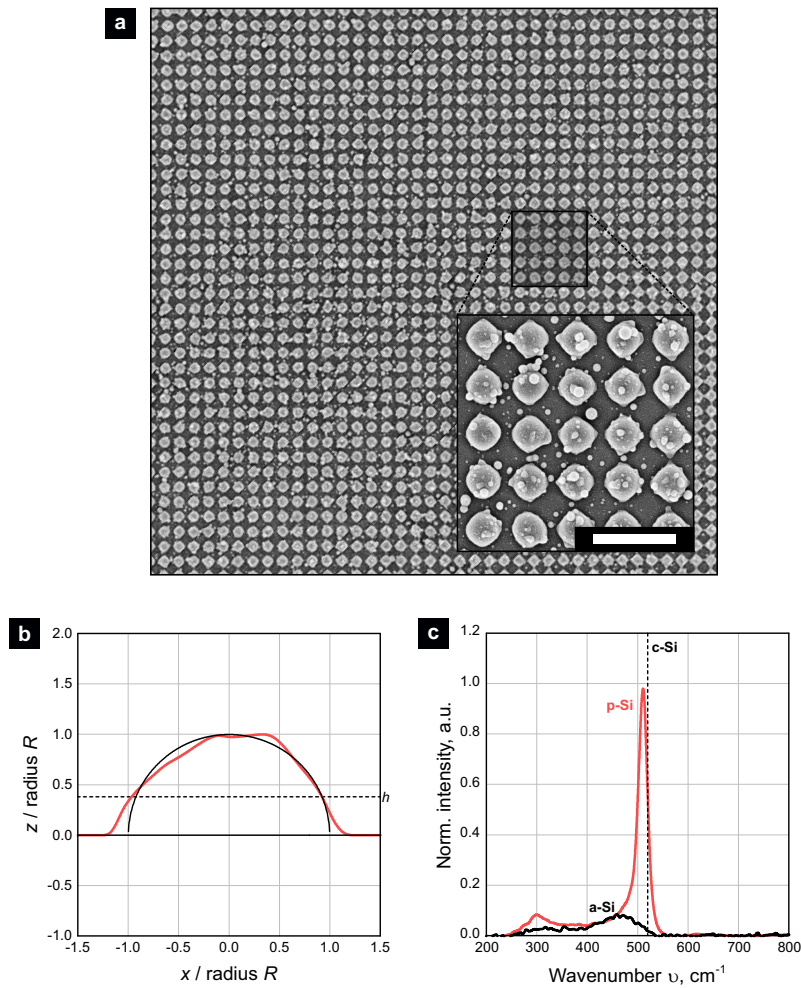 a
b
2.0
1.5
1.0
0.5
0.0
-0.5
-1.0
-1.5 -1.0 -0.5 0.0 0.5 1.0 1.5
z / radius R
x / radius R
h
c
1.2
1.0
0.8
0.6
0.4
0.2
0.0
200 300 400 500 600 700 800
Norm. intensity, a.u.
Wavenumber υ, cm⁻¹
c-Si
p-Si
a-Si